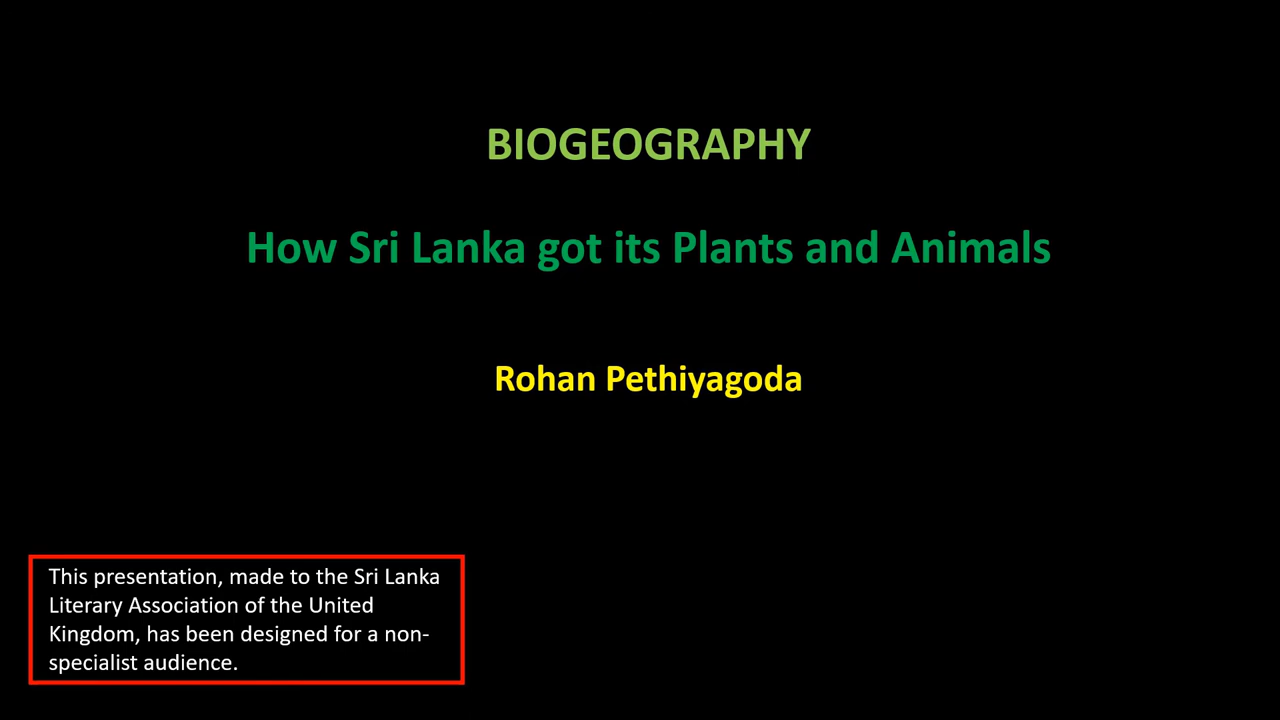 BIOGEOGRAPHY
How Sri Lanka got its Plants and Animals
Rohan Pethiyagoda
This presentation, made to the Sri Lanka
Literary Association of the United
Kingdom, has been designed for a non-
specialist audience.